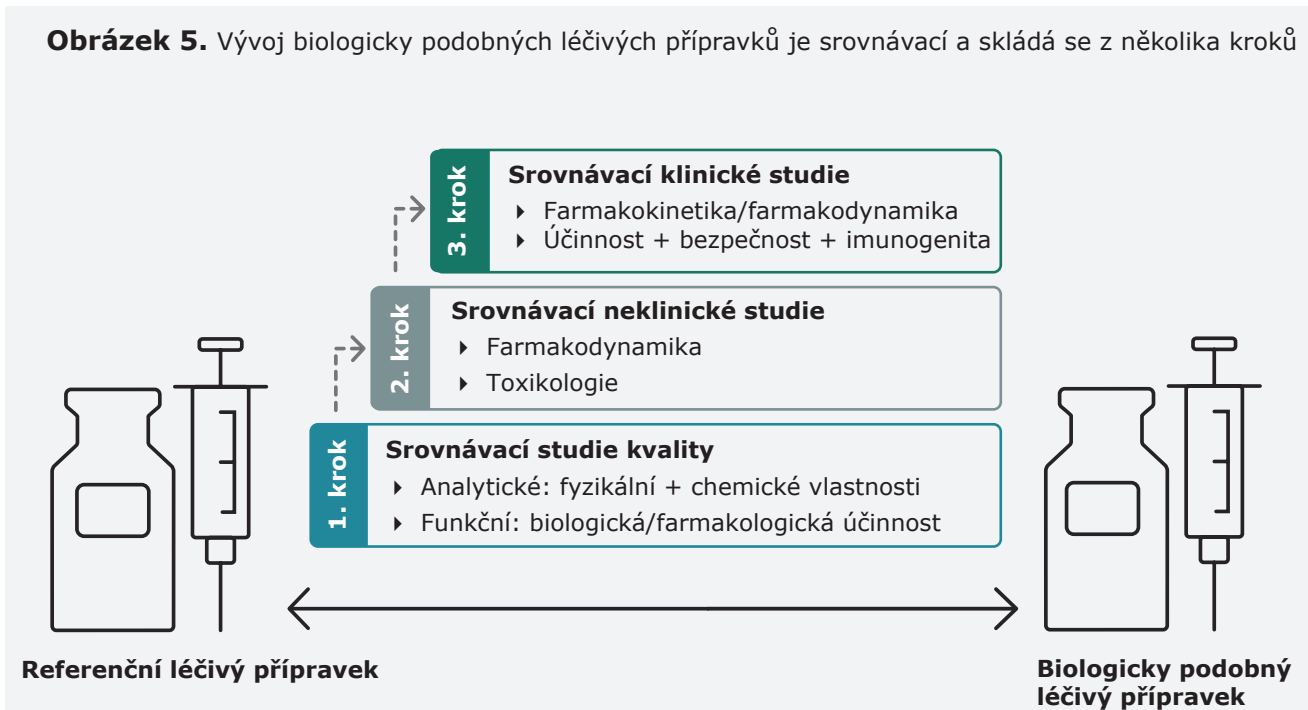 Obrázek 5. Vývoj biologicky podobných léčivých přípravků je srovnávací a skládá se z několika kroků
3. krok
Srovnávací klinické studie
Farmakokinetika/farmakodynamika
Účinnost + bezpečnost + imunogenita
2. krok
Srovnávací neklinické studie
Farmakodynamika
Toxikologie
1. krok
Srovnávací studie kvality
Analytické: fyzikální + chemické vlastnosti
Funkční: biologická/farmakologická účinnost
Referenční léčivý přípravek
Biologicky podobný
léčivý přípravek